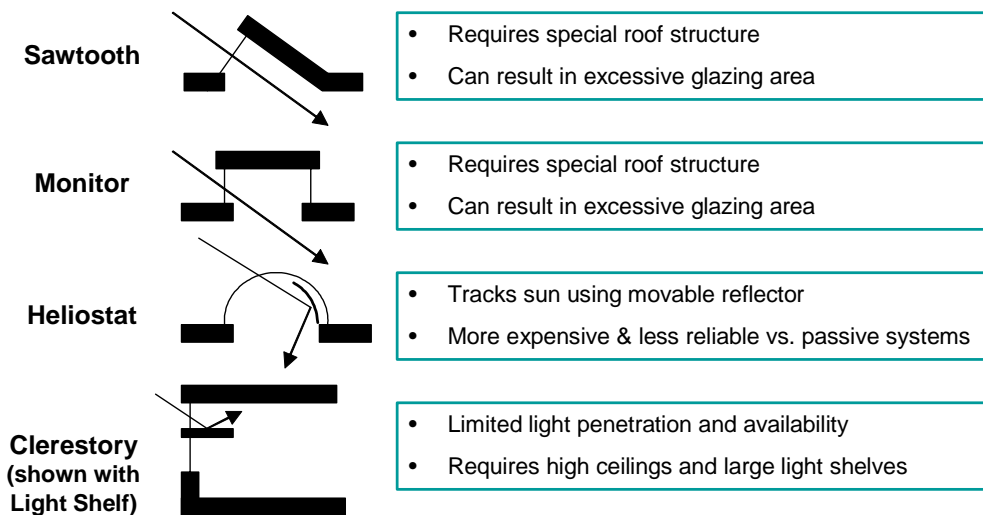 Sawtooth
• Requires special roof structure
• Can result in excessive glazing area
Monitor
• Requires special roof structure
• Can result in excessive glazing area
Heliostat
• Tracks sun using movable reflector
• More expensive & less reliable vs. passive systems
Clerestory
(shown with
Light Shelf)
• Limited light penetration and availability
• Requires high ceilings and large light shelves